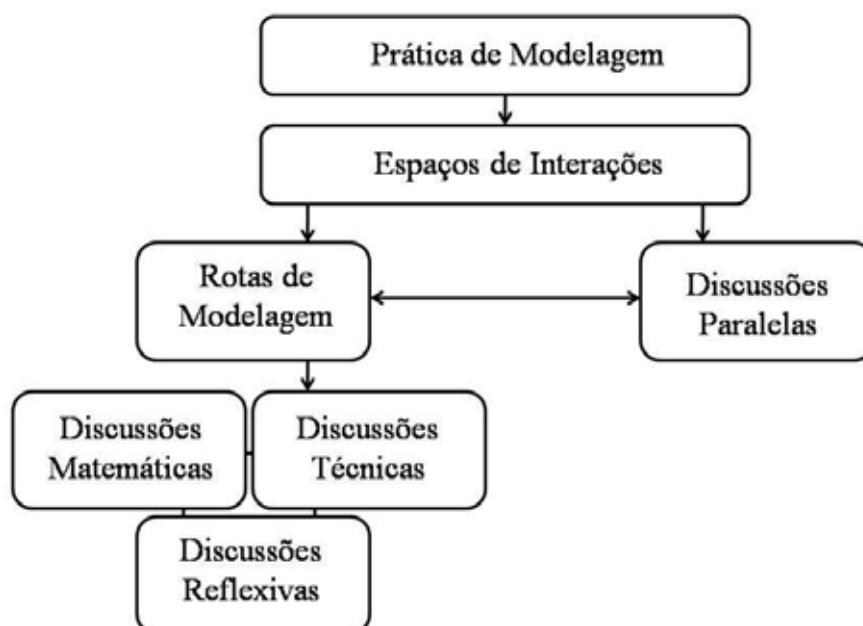 Prática de Modelagem
Espaços de Interações
Rotas de
Modelagem
Discussões
Paralelas
Discussões
Matemáticas
Discussões
Técnicas
Discussões
Reflexivas